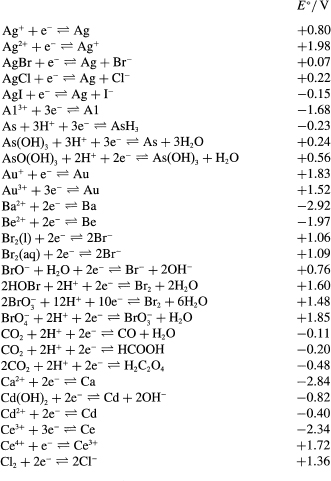 E°/V
Ag⁺ + e⁻ ⇌ Ag +0.80
Ag²⁺ + e⁻ ⇌ Ag⁺ +1.98
AgBr + e⁻ ⇌ Ag + Br⁻ +0.07
AgCl + e⁻ ⇌ Ag + Cl⁻ +0.22
AgI + e⁻ ⇌ Ag + I⁻ −0.15
A1³⁺ + 3e⁻ ⇌ A1 −1.68
As + 3H⁺ + 3e⁻ ⇌ AsH₃ −0.23
As(OH)₃ + 3H⁺ + 3e⁻ ⇌ As + 3H₂O +0.24
AsO(OH)₃ + 2H⁺ + 2e⁻ ⇌ As(OH)₃ + H₂O +0.56
Au⁺ + e⁻ ⇌ Au +1.83
Au³⁺ + 3e⁻ ⇌ Au +1.52
Ba²⁺ + 2e⁻ ⇌ Ba −2.92
Be²⁺ + 2e⁻ ⇌ Be −1.97
Br₂(l) + 2e⁻ ⇌ 2Br⁻ +1.06
Br₂(aq) + 2e⁻ ⇌ 2Br⁻ +1.09
BrO⁻ + H₂O + 2e⁻ ⇌ Br⁻ + 2OH⁻ +0.76
2HOBr + 2H⁺ + 2e⁻ ⇌ Br₂ + 2H₂O +1.60
2BrO₃⁻ + 12H⁺ + 10e⁻ ⇌ Br₂ + 6H₂O +1.48
BrO₄⁻ + 2H⁺ + 2e⁻ ⇌ BrO₃⁻ + H₂O +1.85
CO₂ + 2H⁺ + 2e⁻ ⇌ CO + H₂O −0.11
CO₂ + 2H⁺ + 2e⁻ ⇌ HCOOH −0.20
2CO₂ + 2H⁺ + 2e⁻ ⇌ H₂C₂O₄ −0.48
Ca²⁺ + 2e⁻ ⇌ Ca −2.84
Cd(OH)₂ + 2e⁻ ⇌ Cd + 2OH⁻ −0.82
Cd²⁺ + 2e⁻ ⇌ Cd −0.40
Ce³⁺ + 3e⁻ ⇌ Ce −2.34
Ce⁴⁺ + e⁻ ⇌ Ce³⁺ +1.72
Cl₂ + 2e⁻ ⇌ 2Cl⁻ +1.36